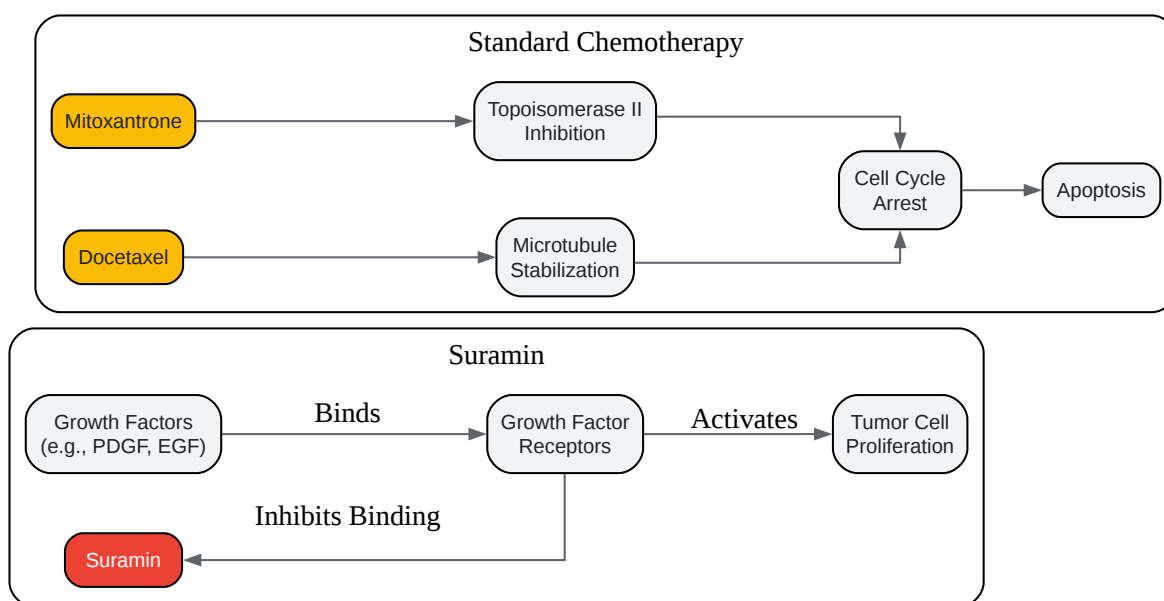 Standard Chemotherapy
Mitoxantrone
Topoisomerase II
Inhibition
Cell Cycle
Arrest
Apoptosis
Docetaxel
Microtubule
Stabilization
Suramin
Growth Factors
(e.g., PDGF, EGF)
Binds
Growth Factor
Receptors
Activates
Tumor Cell
Proliferation
Inhibits Binding
Suramin